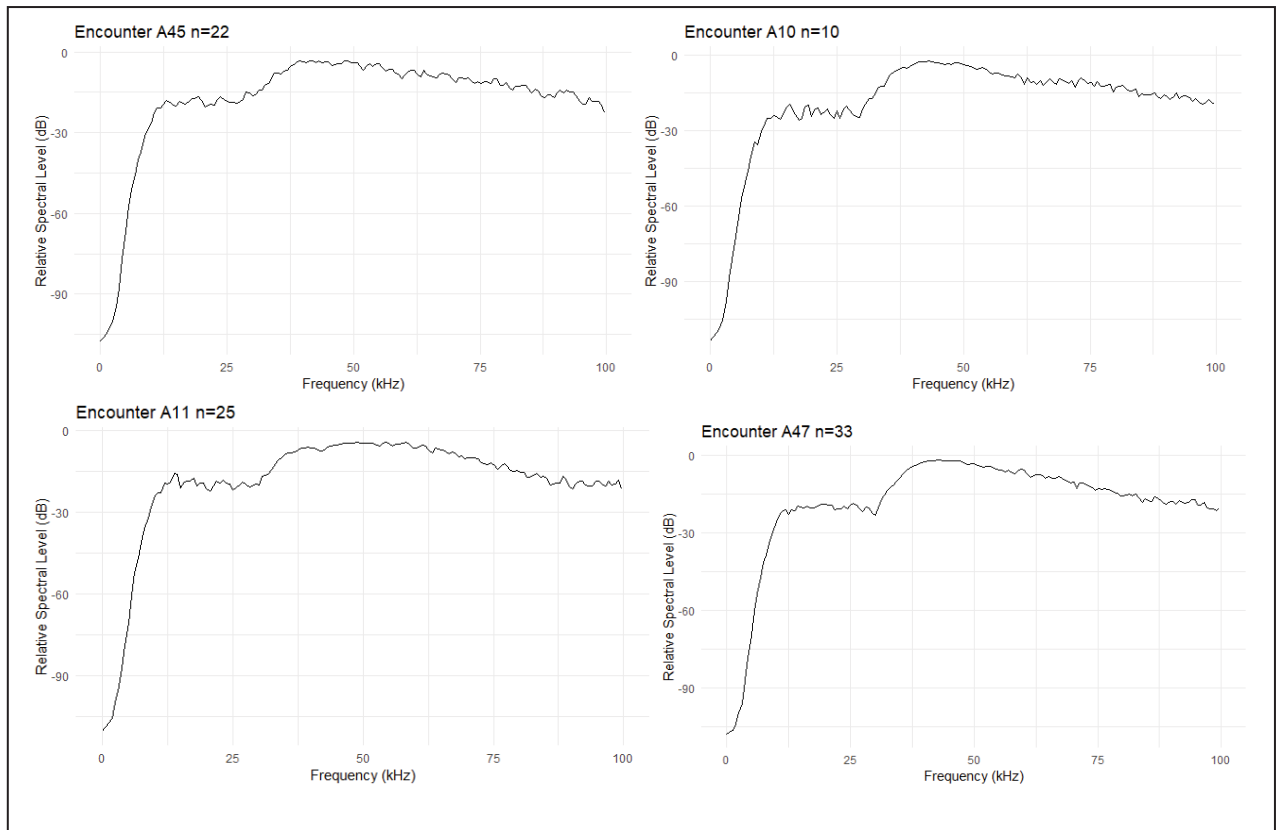 Encounter A45 n=22
Relative Spectral Level (dB)
0
-30
-60
-90
0 25 50 75 100
Frequency (kHz)
Encounter A10 n=10
Relative Spectral Level (dB)
0
-30
-60
-90
0 25 50 75 100
Frequency (kHz)
Encounter A11 n=25
Relative Spectral Level (dB)
0
-30
-60
-90
0 25 50 75 100
Frequency (kHz)
Encounter A47 n=33
Relative Spectral Level (dB)
0
-30
-60
-90
0 25 50 75 100
Frequency (kHz)